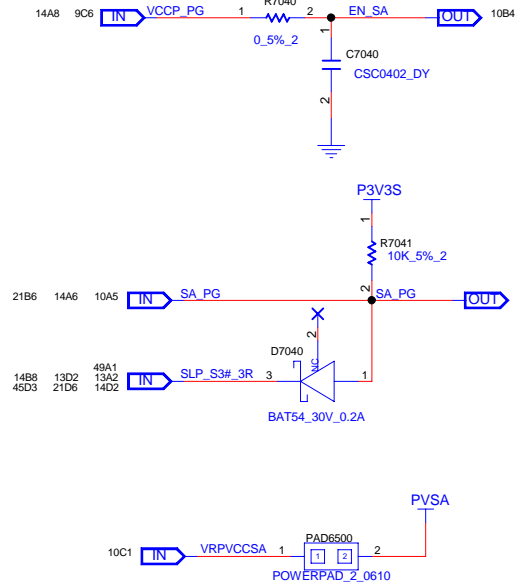 R7040
14A8 9C6 IN VCCP_PG 1 2 EN_SA OUT 10B4
0_5%_2
1
C7040
CSC0402_DY
2
P3V3S
1
R7041
10K_5%_2
2
21B6 14A6 10A5 IN SA_PG SA_PG OUT
2
NC
D7040
49A1
14B8 13D2 13A2 IN SLP_S3#_3R 3 1
45D3 21D6 14D2
BAT54_30V_0.2A
PVSA
PAD6500
10C1 IN VRPVCCSA 1 1 2 2
POWERPAD_2_0610